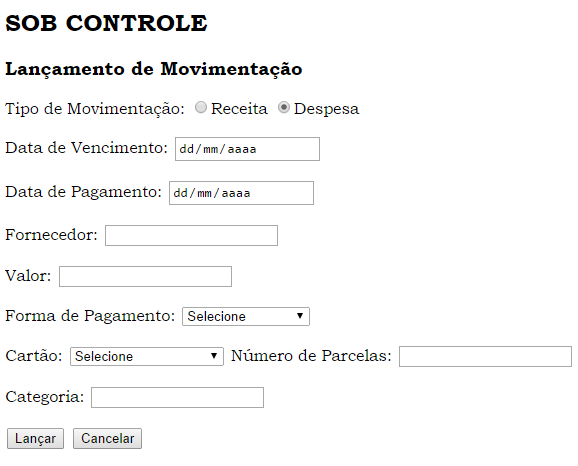 SOB CONTROLE
Lançamento de Movimentação
Tipo de Movimentação: Receita Despesa
Data de Vencimento: dd/mm/aaaa
Data de Pagamento: dd/mm/aaaa
Fornecedor:
Valor:
Forma de Pagamento: Selecione
Cartão: Selecione Número de Parcelas:
Categoria:
Lançar Cancelar